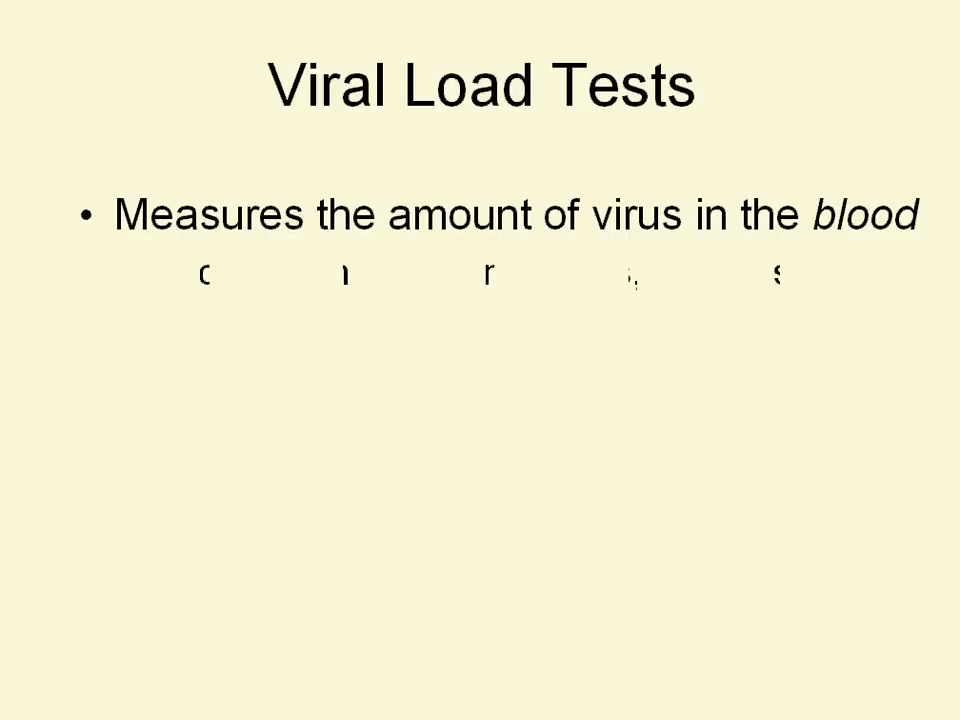 Viral Load Tests
• Measures the amount of virus in the blood